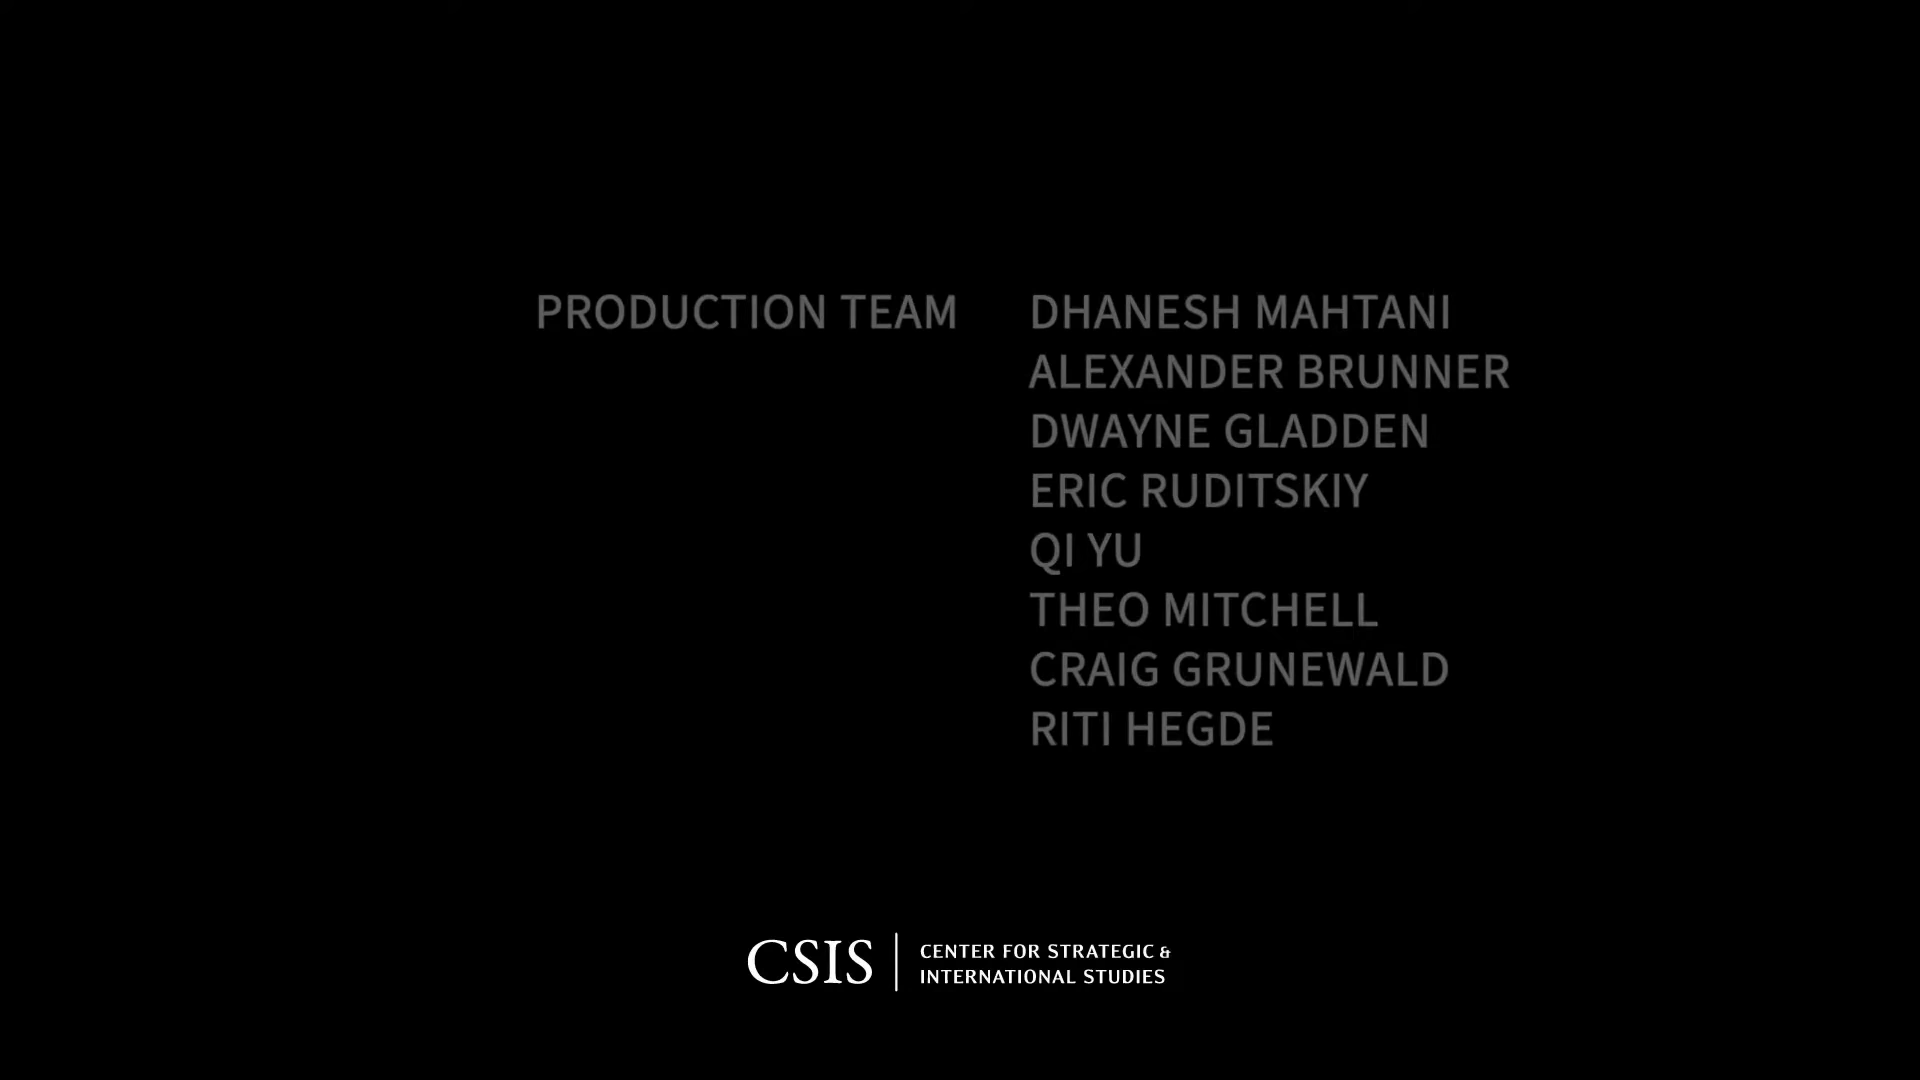 PRODUCTION TEAM DHANESH MAHTANI
ALEXANDER BRUNNER
DWAYNE GLADDEN
ERIC RUDITSKIY
QI YU
THEO MITCHELL
CRAIG GRUNEWALD
RITI HEGDE
CSIS CENTER FOR STRATEGIC &
INTERNATIONAL STUDIES